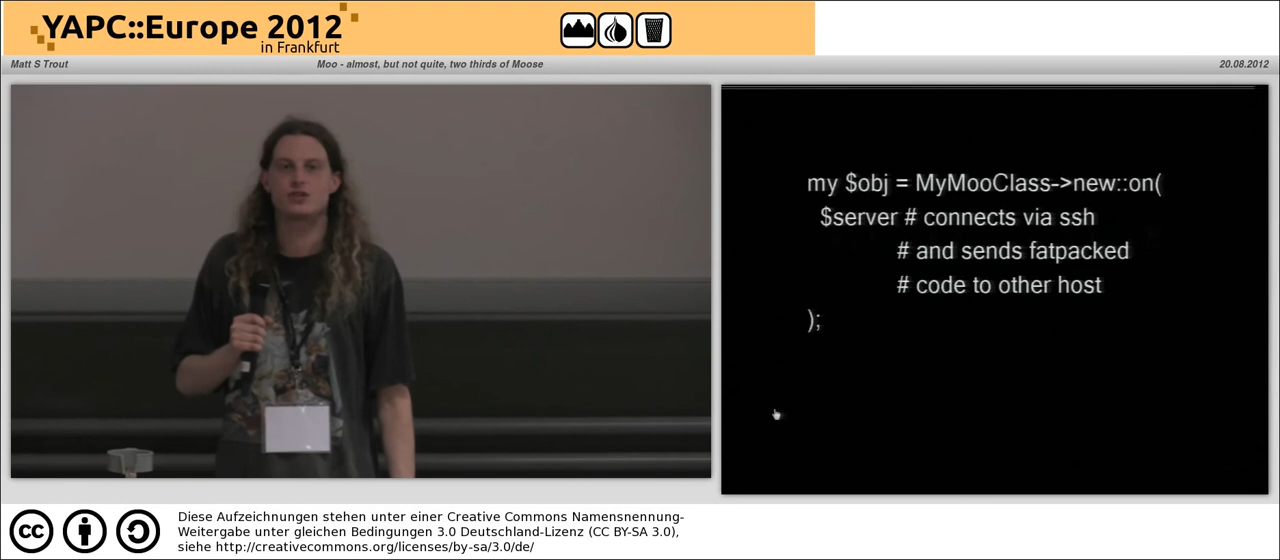 YAPC::Europe 2012
in Frankfurt
Matt S Trout
Moo - almost, but not quite, two thirds of Moose
20.08.2012
my $obj = MyMooClass->new::on(
$server # connects via ssh
# and sends fatpacked
# code to other host
);
cc
Diese Aufzeichnungen stehen unter einer Creative Commons Namensnennung-
Weitergabe unter gleichen Bedingungen 3.0 Deutschland-Lizenz (CC BY-SA 3.0),
siehe http://creativecommons.org/licenses/by-sa/3.0/de/